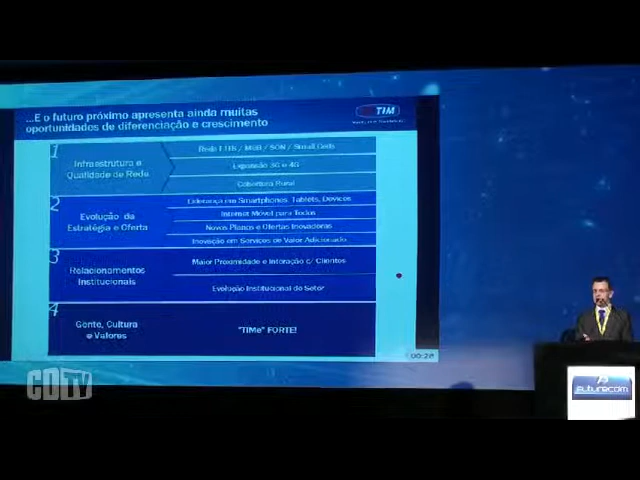 ...E o futuro próximo apresenta ainda muitas
oportunidades de diferenciação e crescimento
TIM
1
Infraestrutura e
Qualidade de Rede
Rede FTTS / MBB / SON / Small Cells
Expansão 3G e 4G
Cobertura Rural
2
Evolução da
Estratégia e Oferta
Liderança em Smartphones, Tablets, Devices
Internet Móvel para Todos
Novos Planos e Ofertas Inovadoras
Inovação em Serviços de Valor Adicionado
3
Relacionamentos
Institucionais
Maior Proximidade e Interação c/ Clientes
Evolução Institucional do Setor
4
Gente, Cultura
e Valores
"TIMe" FORTE!
00:28
CDTV
futurecom